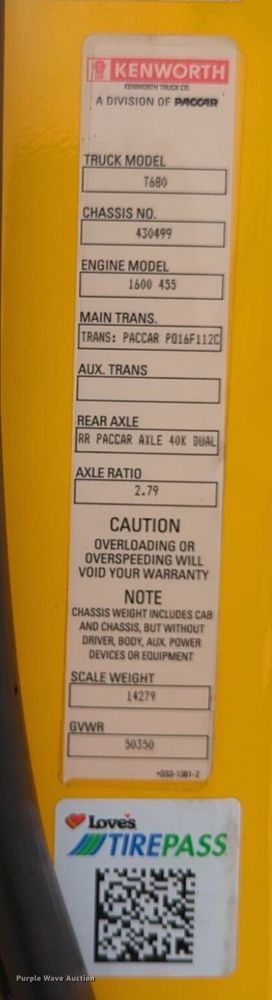 KENWORTH
KENWORTH TRUCK CO.
A DIVISION OF PACCAR
TRUCK MODEL
T680
CHASSIS NO.
430499
ENGINE MODEL
1600 455
MAIN TRANS.
TRANS: PACCAR PO16F112C
AUX. TRANS
REAR AXLE
RR PACCAR AXLE 40K DUAL
AXLE RATIO
2.79
CAUTION
OVERLOADING OR
OVERSPEEDING WILL
VOID YOUR WARRANTY
NOTE
CHASSIS WEIGHT INCLUDES CAB
AND CHASSIS, BUT WITHOUT
DRIVER, BODY, AUX. POWER
DEVICES OR EQUIPMENT
SCALE WEIGHT
14279
GVWR
50350
Love's
TIREPASS
Purple Wave Auction